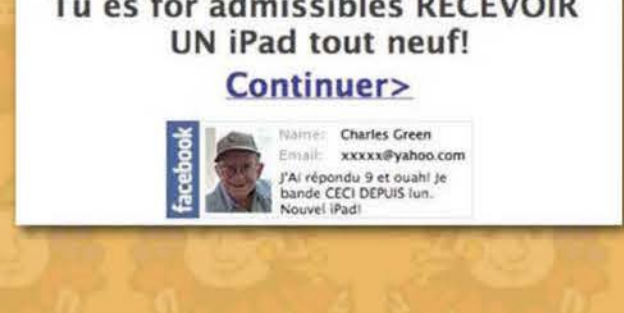 Tu es for admissibles RECEVOIR
UN iPad tout neuf!
Continuer>
facebook
Name: Charles Green
Email: xxxxx@yahoo.com
J'Ai répondu 9 et ouah! Je
bande CECI DEPUIS lun.
Nouvel iPad!